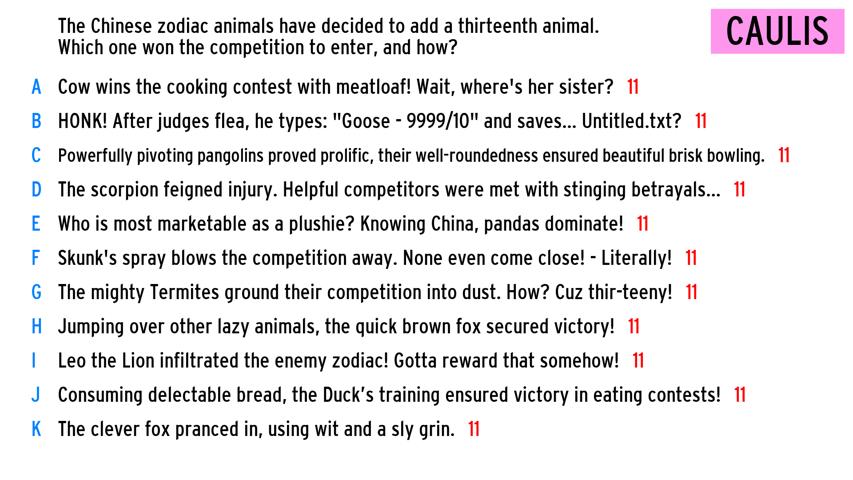 The Chinese zodiac animals have decided to add a thirteenth animal.
Which one won the competition to enter, and how?
CAULIS
A Cow wins the cooking contest with meatloaf! Wait, where's her sister? 11
B HONK! After judges flea, he types: "Goose - 9999/10" and saves... Untitled.txt? 11
C Powerfully pivoting pangolins proved prolific, their well-roundedness ensured beautiful brisk bowling. 11
D The scorpion feigned injury. Helpful competitors were met with stinging betrayals... 11
E Who is most marketable as a plushie? Knowing China, pandas dominate! 11
F Skunk's spray blows the competition away. None even come close! - Literally! 11
G The mighty Termites ground their competition into dust. How? Cuz thir-teeny! 11
H Jumping over other lazy animals, the quick brown fox secured victory! 11
I Leo the Lion infiltrated the enemy zodiac! Gotta reward that somehow! 11
J Consuming delectable bread, the Duck’s training ensured victory in eating contests! 11
K The clever fox pranced in, using wit and a sly grin. 11